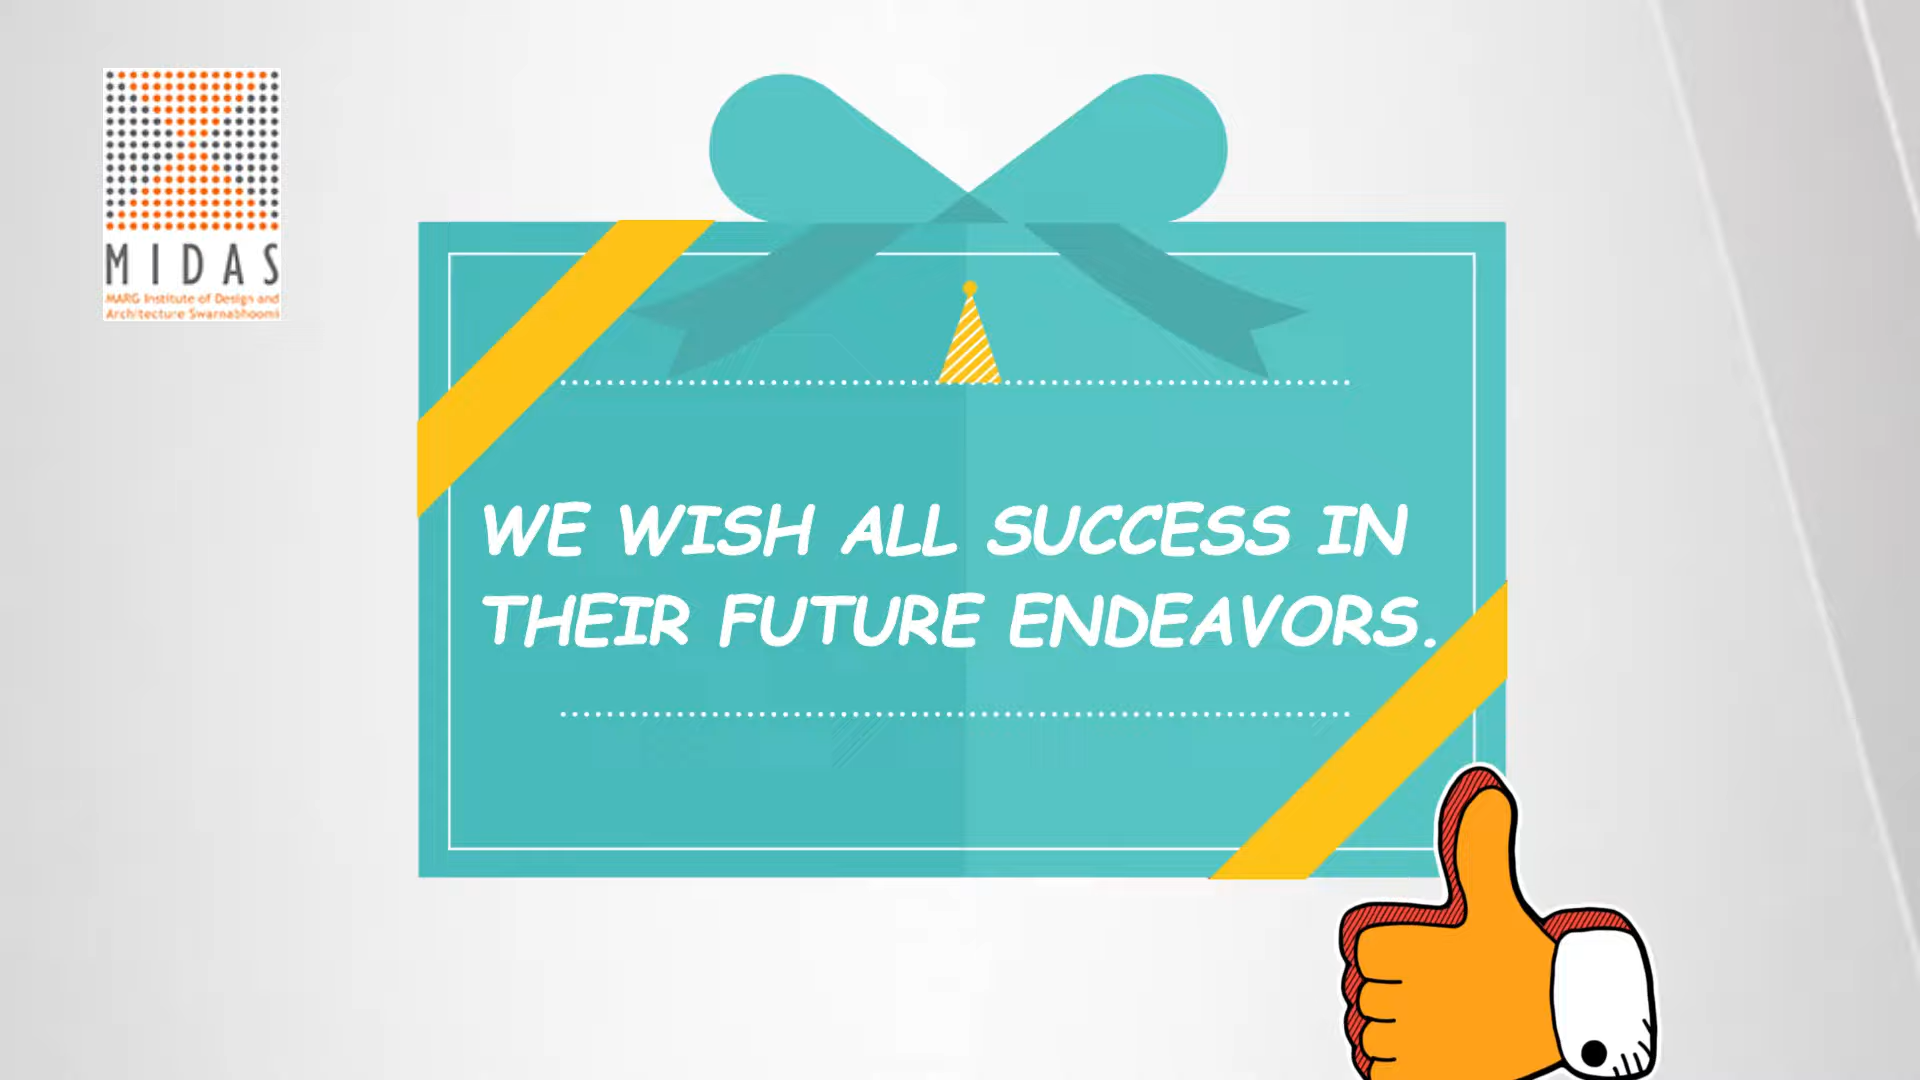 MIDAS
MARG Institute of Design and
Architecture Swarnabhoomi
WE WISH ALL SUCCESS IN
THEIR FUTURE ENDEAVORS.